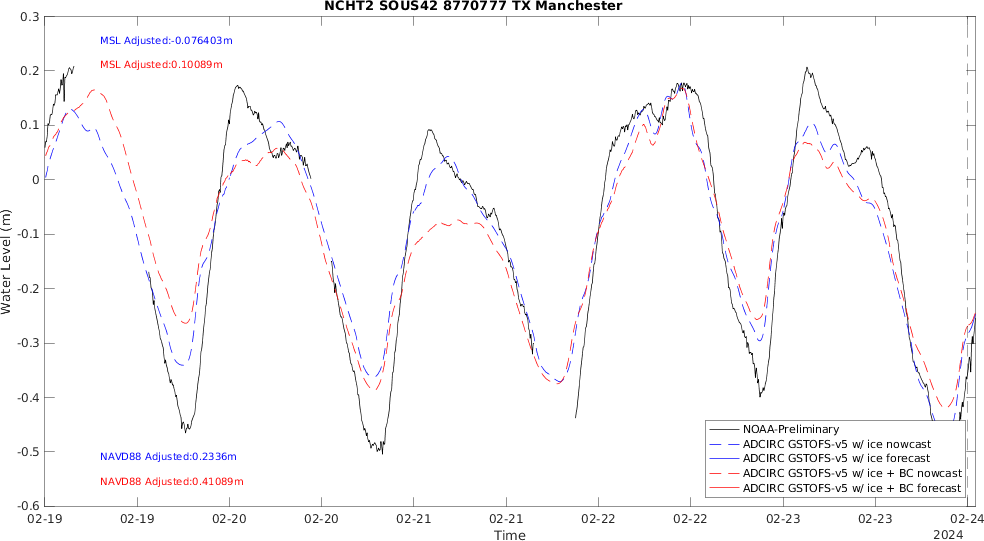 NCHT2 SOUS42 8770777 TX Manchester
MSL Adjusted:-0.076403m
MSL Adjusted:0.10089m
0.3
0.2
0.1
0
-0.1
-0.2
-0.3
-0.4
-0.5
-0.6
Water Level (m)
NAVD88 Adjusted:0.2336m
NAVD88 Adjusted:0.41089m
NOAA-Preliminary
ADCIRC GSTOFS-v5 w/ ice nowcast
ADCIRC GSTOFS-v5 w/ ice forecast
ADCIRC GSTOFS-v5 w/ ice + BC nowcast
ADCIRC GSTOFS-v5 w/ ice + BC forecast
02-19 02-19 02-20 02-20 02-21 02-21 02-22 02-22 02-23 02-23 02-24
Time
2024